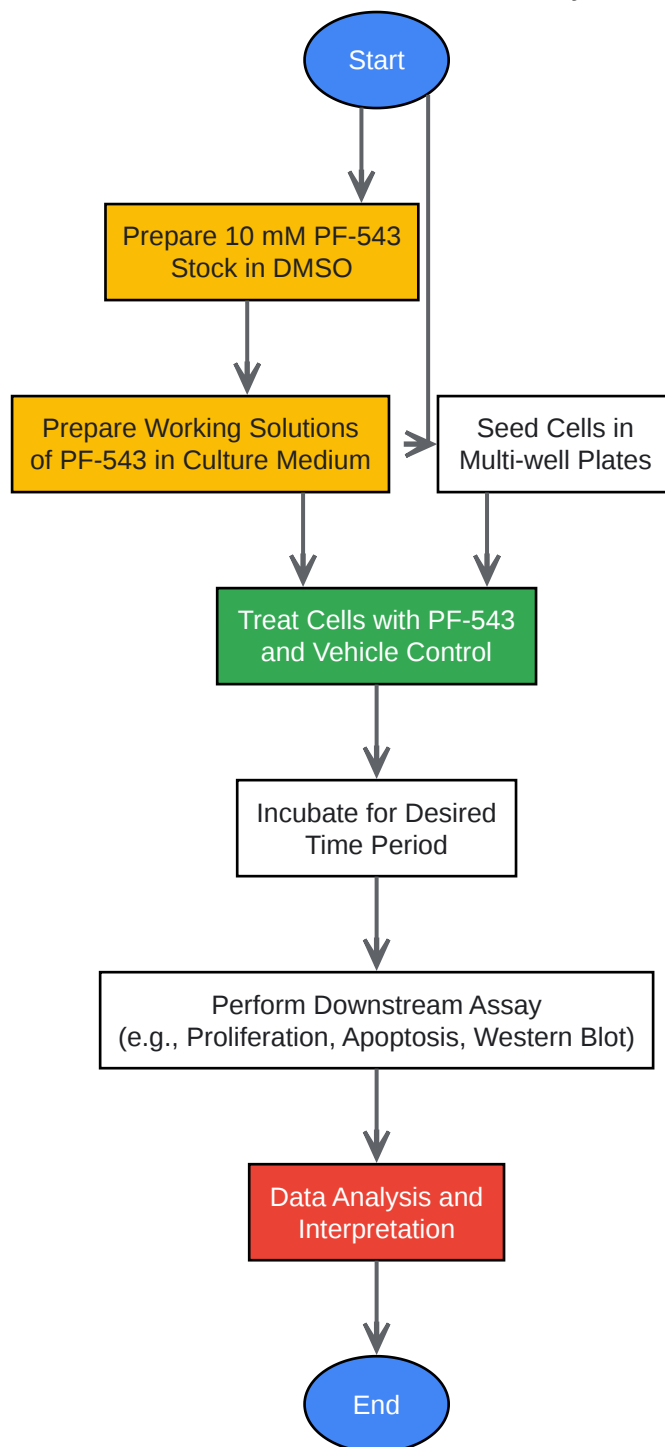 Start
Prepare 10 mM PF-543
Stock in DMSO
Prepare Working Solutions
of PF-543 in Culture Medium
Seed Cells in
Multi-well Plates
Treat Cells with PF-543
and Vehicle Control
Incubate for Desired
Time Period
Perform Downstream Assay
(e.g., Proliferation, Apoptosis, Western Blot)
Data Analysis and
Interpretation
End